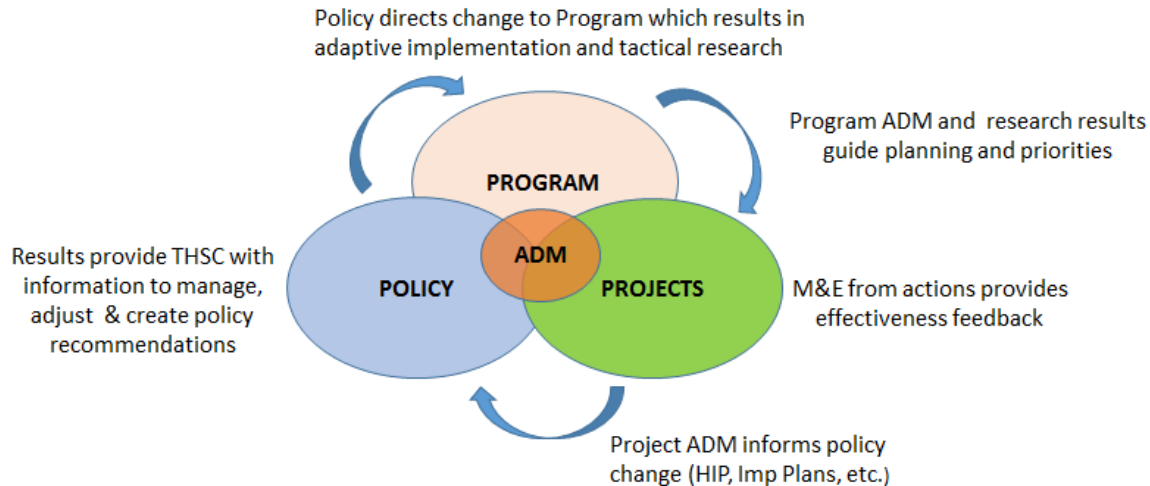 Policy directs change to Program which results in
adaptive implementation and tactical research
Program ADM and research results
guide planning and priorities
PROGRAM
ADM
POLICY
PROJECTS
Results provide THSC with
information to manage,
adjust & create policy
recommendations
M&E from actions provides
effectiveness feedback
Project ADM informs policy
change (HIP, Imp Plans, etc.)